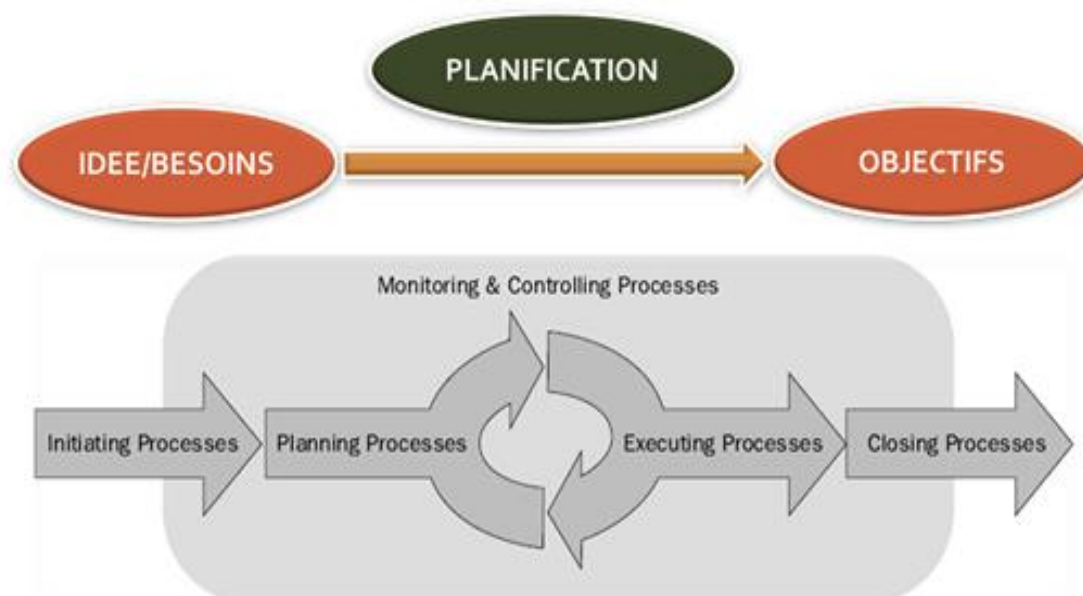 PLANIFICATION
IDEE/BESOINS
OBJECTIFS
Monitoring & Controlling Processes
Initiating Processes
Planning Processes
Executing Processes
Closing Processes